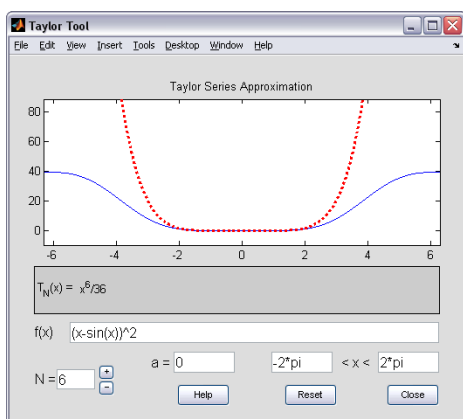 Taylor Tool
File Edit View Insert Tools Desktop Window Help
Taylor Series Approximation
80
60
40
20
0
-6 -4 -2 0 2 4 6
T_N(x) = x^6/36
f(x) (x-sin(x))^2
N = 6 + - a = 0 -2*pi < x < 2*pi
Help Reset Close